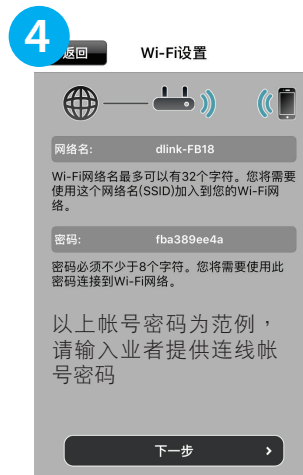 4
返回 Wi-Fi设置
网络名: dlink-FB18
Wi-Fi网络名最多可以有32个字符。您将需要
使用这个网络名(SSID)加入到您的Wi-Fi网
络。
密码: fba389ee4a
密码必须不少于8个字符。您将需要使用此
密码连接到Wi-Fi网络。
以上帐号密码为范例，
请输入业者提供连线帐
号密码
下一步